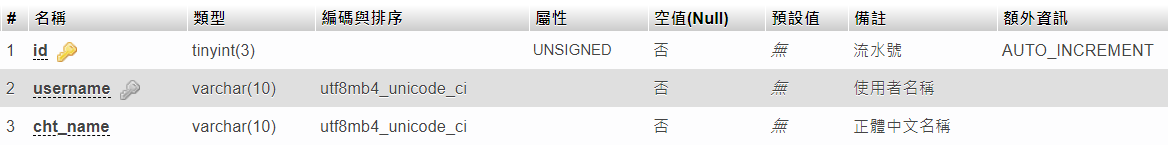 # 名稱 類型 編碼與排序 屬性 空值(Null) 預設值 備註 額外資訊
1 id tinyint(3) UNSIGNED 否 無 流水號 AUTO_INCREMENT
2 username varchar(10) utf8mb4_unicode_ci 否 無 使用者名稱
3 cht_name varchar(10) utf8mb4_unicode_ci 否 無 正體中文名稱